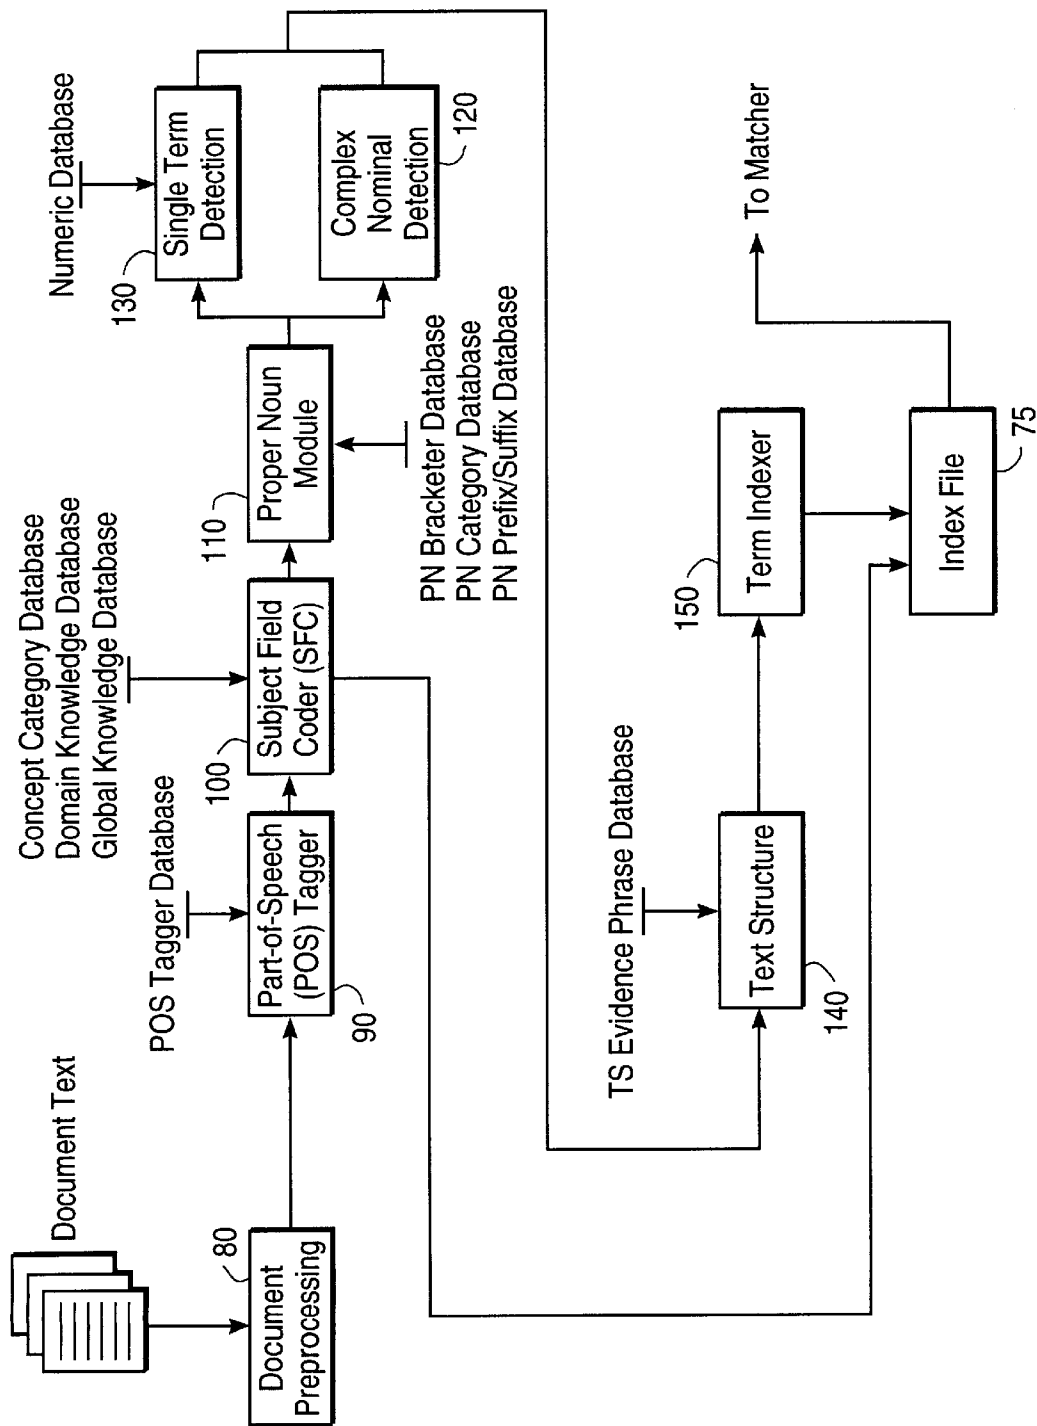 Document Text
80
Document
Preprocessing
POS Tagger Database
Part-of-Speech
(POS) Tagger
90
Concept Category Database
Domain Knowledge Database
Global Knowledge Database
100
Subject Field
Coder (SFC)
110
Proper Noun
Module
PN Bracketer Database
PN Category Database
PN Prefix/Suffix Database
Numeric Database
130
Single Term
Detection
Complex
Nominal
Detection
120
TS Evidence Phrase Database
Text Structure
140
150
Term Indexer
Index File
75
To Matcher